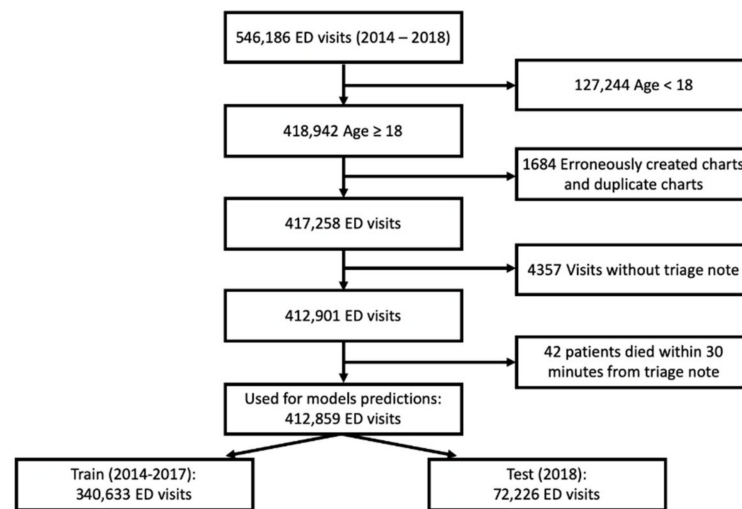 546,186 ED visits (2014 – 2018)
127,244 Age < 18
418,942 Age ≥ 18
1684 Erroneously created charts
and duplicate charts
417,258 ED visits
4357 Visits without triage note
412,901 ED visits
42 patients died within 30
minutes from triage note
Used for models predictions:
412,859 ED visits
Train (2014-2017):
340,633 ED visits
Test (2018):
72,226 ED visits